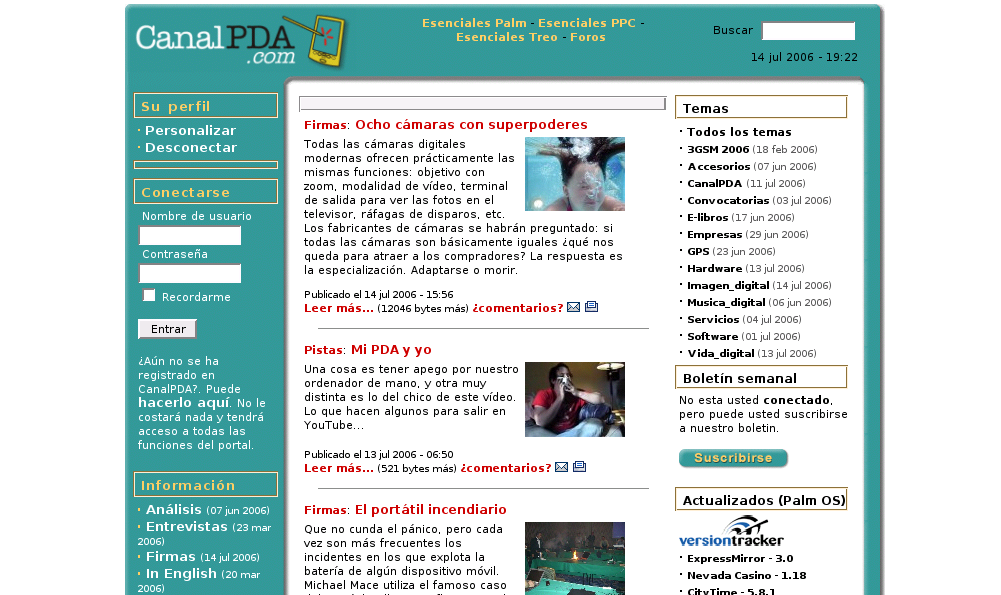 CanalPDA
.com
Esenciales Palm - Esenciales PPC -
Esenciales Treo - Foros
Buscar
14 jul 2006 - 19:22
Su perfil
· Personalizar
· Desconectar
Conectarse
Nombre de usuario
Contraseña
Recordarme
Entrar
¿Aún no se ha
registrado en
CanalPDA?. Puede
hacerlo aquí. No le
costará nada y tendrá
acceso a todas las
funciones del portal.
Información
· Análisis (07 jun 2006)
· Entrevistas (23 mar
2006)
· Firmas (14 jul 2006)
· In English (20 mar
2006)
Firmas: Ocho cámaras con superpoderes
Todas las cámaras digitales
modernas ofrecen prácticamente las
mismas funciones: objetivo con
zoom, modalidad de vídeo, terminal
de salida para ver las fotos en el
televisor, ráfagas de disparos, etc.
Los fabricantes de cámaras se habrán preguntado: si
todas las cámaras son básicamente iguales ¿qué nos
queda para atraer a los compradores? La respuesta es
la especialización. Adaptarse o morir.
Publicado el 14 jul 2006 - 15:56
Leer más... (12046 bytes más) ¿comentarios?
Pistas: Mi PDA y yo
Una cosa es tener apego por nuestro
ordenador de mano, y otra muy
distinta es lo del chico de este vídeo.
Lo que hacen algunos para salir en
YouTube...
Publicado el 13 jul 2006 - 06:50
Leer más... (521 bytes más) ¿comentarios?
Firmas: El portátil incendiario
Que no cunda el pánico, pero cada
vez son más frecuentes los
incidentes en los que explota la
batería de algún dispositivo móvil.
Michael Mace utiliza el famoso caso
Temas
· Todos los temas
· 3GSM 2006 (18 feb 2006)
· Accesorios (07 jun 2006)
· CanalPDA (11 jul 2006)
· Convocatorias (03 jul 2006)
· E-libros (17 jun 2006)
· Empresas (29 jun 2006)
· GPS (23 jun 2006)
· Hardware (13 jul 2006)
· Imagen_digital (14 jul 2006)
· Musica_digital (06 jun 2006)
· Servicios (04 jul 2006)
· Software (01 jul 2006)
· Vida_digital (13 jul 2006)
Boletín semanal
No esta usted conectado,
pero puede usted suscribirse
a nuestro boletin.
Suscribirse
Actualizados (Palm OS)
versiontracker
· ExpressMirror - 3.0
· Nevada Casino - 1.18
· CityTime - 5.8.1